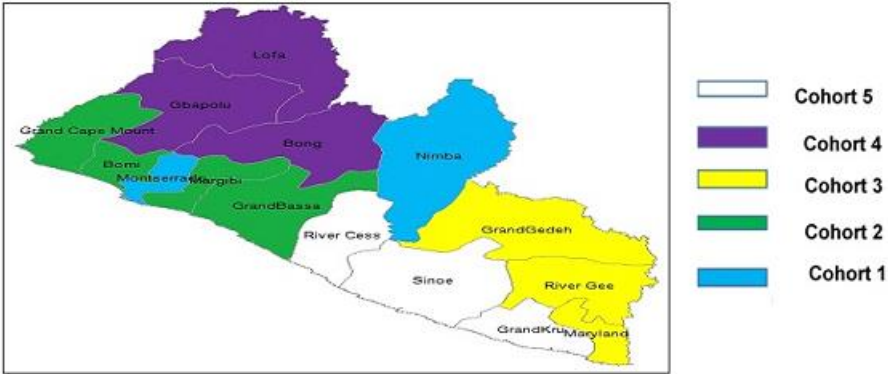 Lofa
Gbapolu
Grand Cape Mount
Bong
Nimba
Bomi
Montserrado
Margibi
GrandBassa
River Cess
GrandGedeh
Sinoe
River Gee
GrandKru
Maryland
Cohort 5
Cohort 4
Cohort 3
Cohort 2
Cohort 1